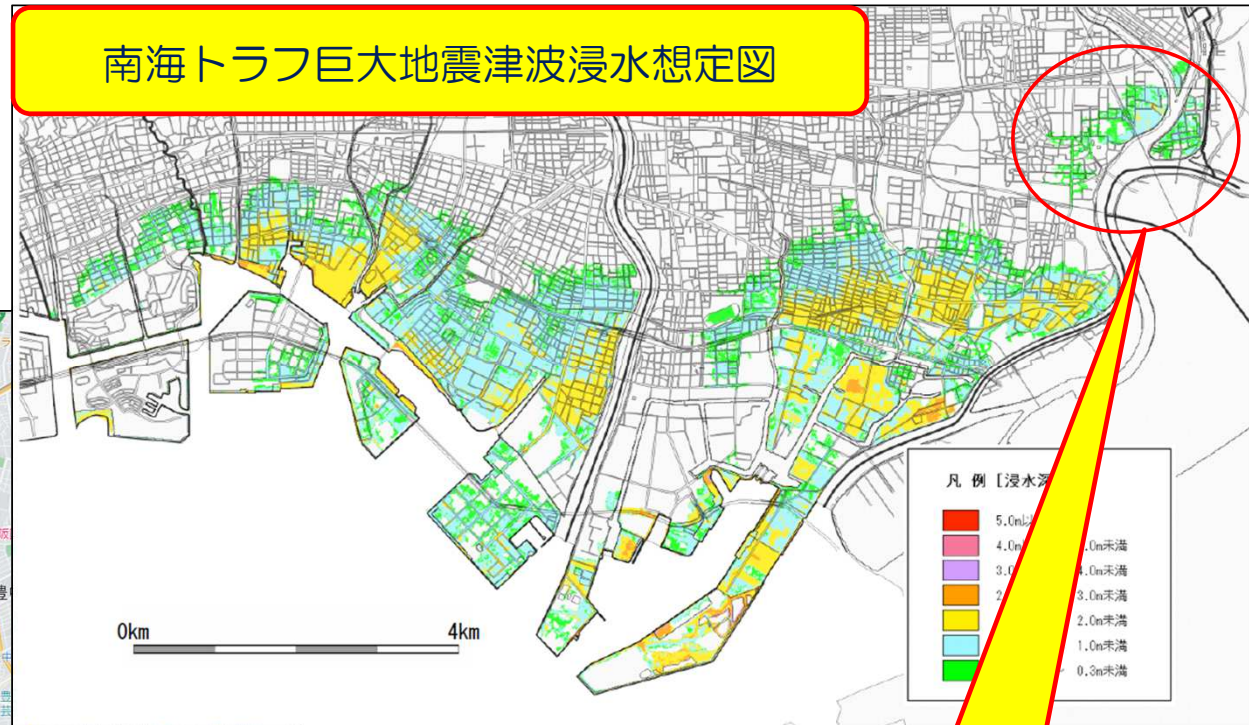 南海トラフ巨大地震津波浸水想定図
凡 例 [浸水深
5.0m以
4.0m .0m未満
3.0 4.0m未満
2. 3.0m未満
2.0m未満
1.0m未満
0.3m未満
0km 4km